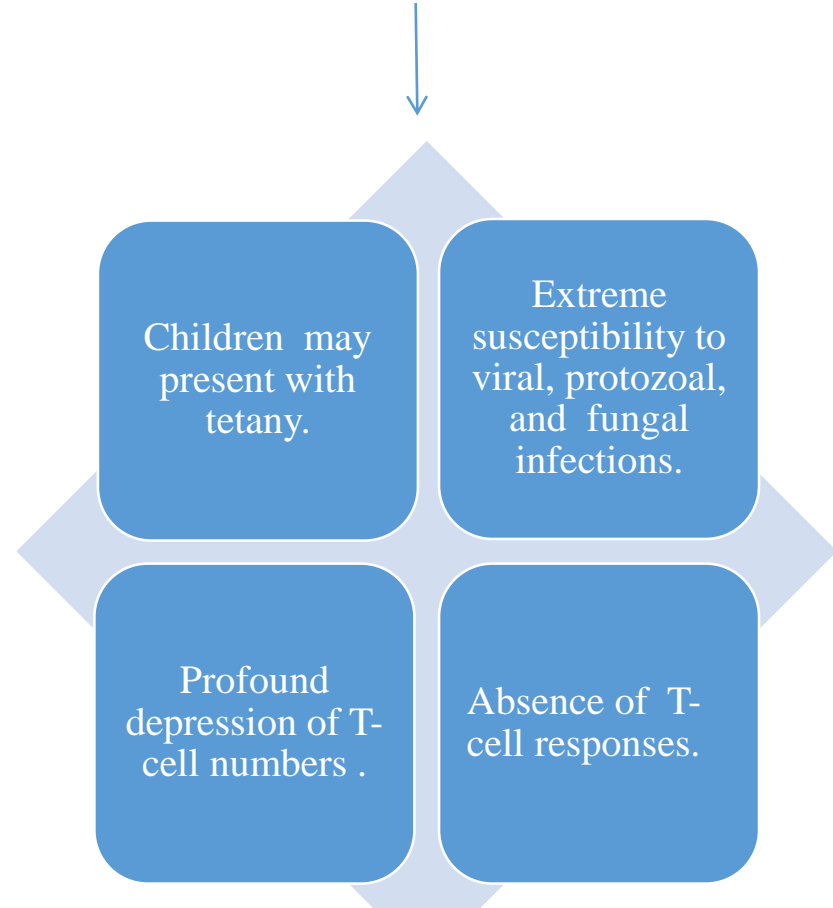 Children may
present with
tetany.
Extreme
susceptibility to
viral, protozoal,
and fungal
infections.
Profound
depression of T-
cell numbers .
Absence of T-
cell responses.